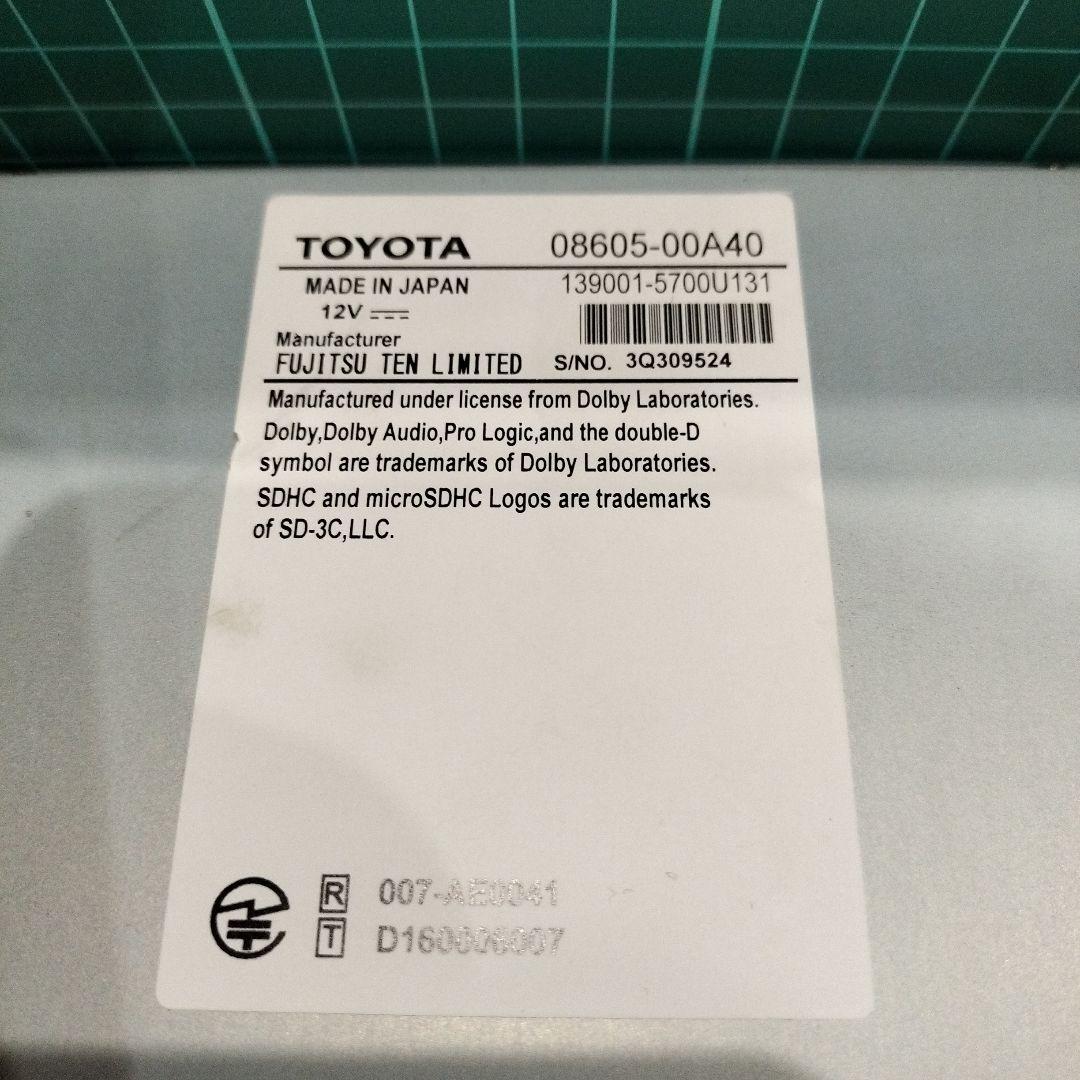 TOYOTA 08605-00A40
MADE IN JAPAN 139001-5700U131
12V
Manufacturer
FUJITSU TEN LIMITED S/NO. 3Q309524
Manufactured under license from Dolby Laboratories.
Dolby,Dolby Audio,Pro Logic,and the double-D
symbol are trademarks of Dolby Laboratories.
SDHC and microSDHC Logos are trademarks
of SD-3C,LLC.
R 007-AE0041
T